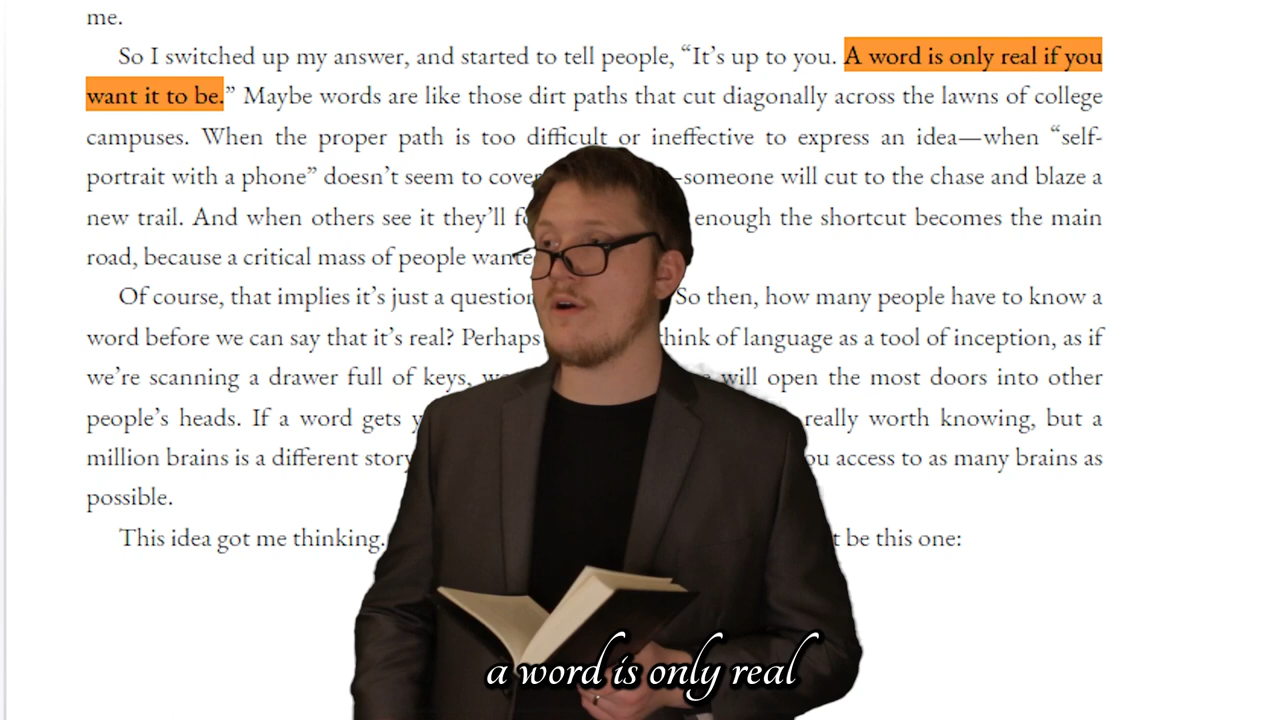 me.
So I switched up my answer, and started to tell people, “It’s up to you. A word is only real if you
want it to be.” Maybe words are like those dirt paths that cut diagonally across the lawns of college
campuses. When the proper path is too difficult or ineffective to express an idea—when “self-
portrait with a phone” doesn’t seem to cover —someone will cut to the chase and blaze a
new trail. And when others see it they’ll enough the shortcut becomes the main
road, because a critical mass of people wante
Of course, that implies it’s just a question So then, how many people have to know a
word before we can say that it’s real? Perhaps think of language as a tool of inception, as if
we’re scanning a drawer full of keys, will open the most doors into other
people’s heads. If a word gets really worth knowing, but a
million brains is a different story ou access to as many brains as
possible.
This idea got me thinking. t be this one:
a word is only real